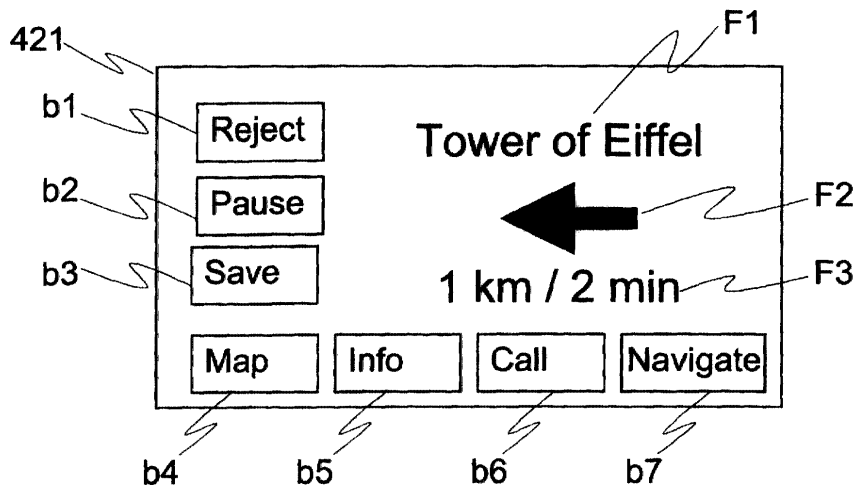 F1
421
b1
Reject
Tower of Eiffel
b2
Pause
F2
b3
Save
1 km / 2 min
F3
Map
Info
Call
Navigate
b4
b5
b6
b7